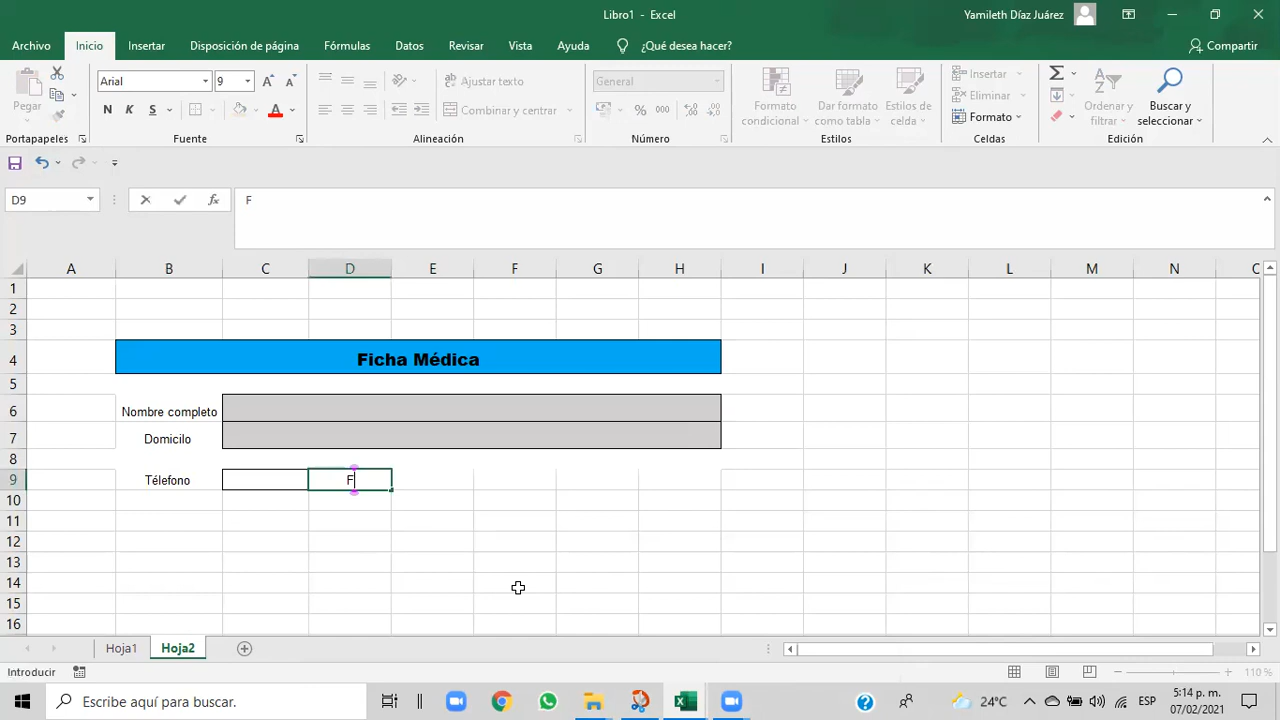 Libro1 - Excel
Yamileth Díaz Juárez
Archivo Inicio Insertar Disposición de página Fórmulas Datos Revisar Vista Ayuda ¿Qué desea hacer? Compartir
Pegar
Portapapeles
Arial 9
N K S
Fuente
Ajustar texto
Combinar y centrar
Alineación
General
% 000
Número
Formato condicional
Dar formato como tabla
Estilos de celda
Estilos
Insertar
Eliminar
Formato
Celdas
Ordenar y filtrar
Buscar y seleccionar
Edición
D9 fx F
A B C D E F G H I J K L M N C
1
2
3
4 Ficha Médica
5
6 Nombre completo
7 Domicilo
8
9 Télefono F
10
11
12
13
14
15
16
Hoja1 Hoja2
Introducir 110 %
Escribe aquí para buscar. 24°C ESP 5:14 p. m.
07/02/2021